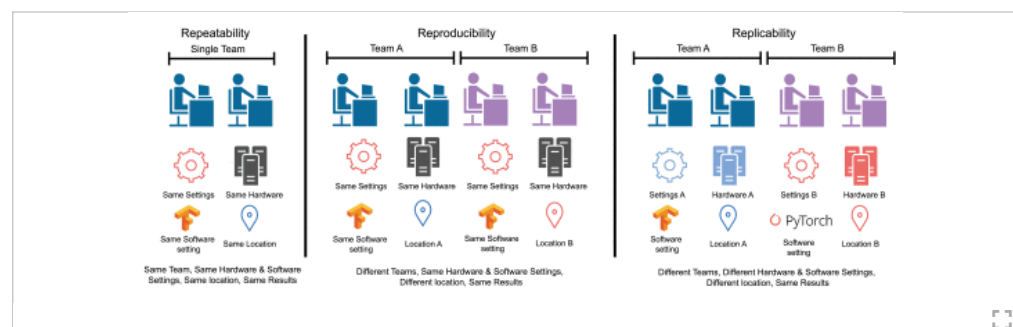 Repeatability
Single Team
Same Settings
Same Hardware
Same Software
setting
Same Location
Same Team, Same Hardware & Software
Settings, Same location, Same Results
Reproducibility
Team A
Team B
Same Settings
Same Hardware
Same Settings
Same Hardware
Same Software
setting
Location A
Same Software
setting
Location B
Different Teams, Same Hardware & Software Settings,
Different location, Same Results
Replicability
Team A
Team B
Settings A
Hardware A
Settings B
Hardware B
Software
setting
Location A
PyTorch
Software
setting
Location B
Different Teams, Different Hardware & Software Settings,
Different location, Same Results